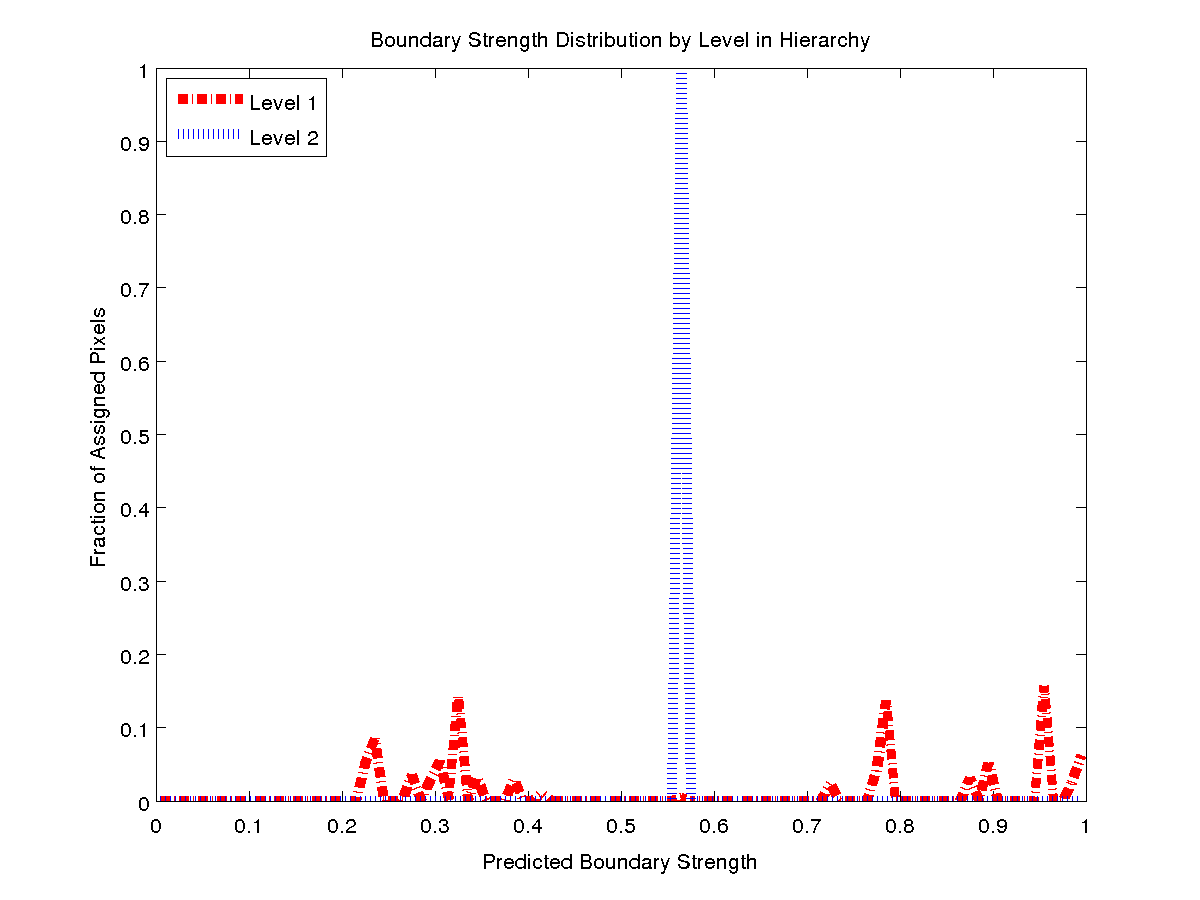 Boundary Strength Distribution by Level in Hierarchy
Level 1
Level 2
1
0.9
0.8
0.7
0.6
0.5
0.4
0.3
0.2
0.1
0
Fraction of Assigned Pixels
0 0.1 0.2 0.3 0.4 0.5 0.6 0.7 0.8 0.9 1
Predicted Boundary Strength